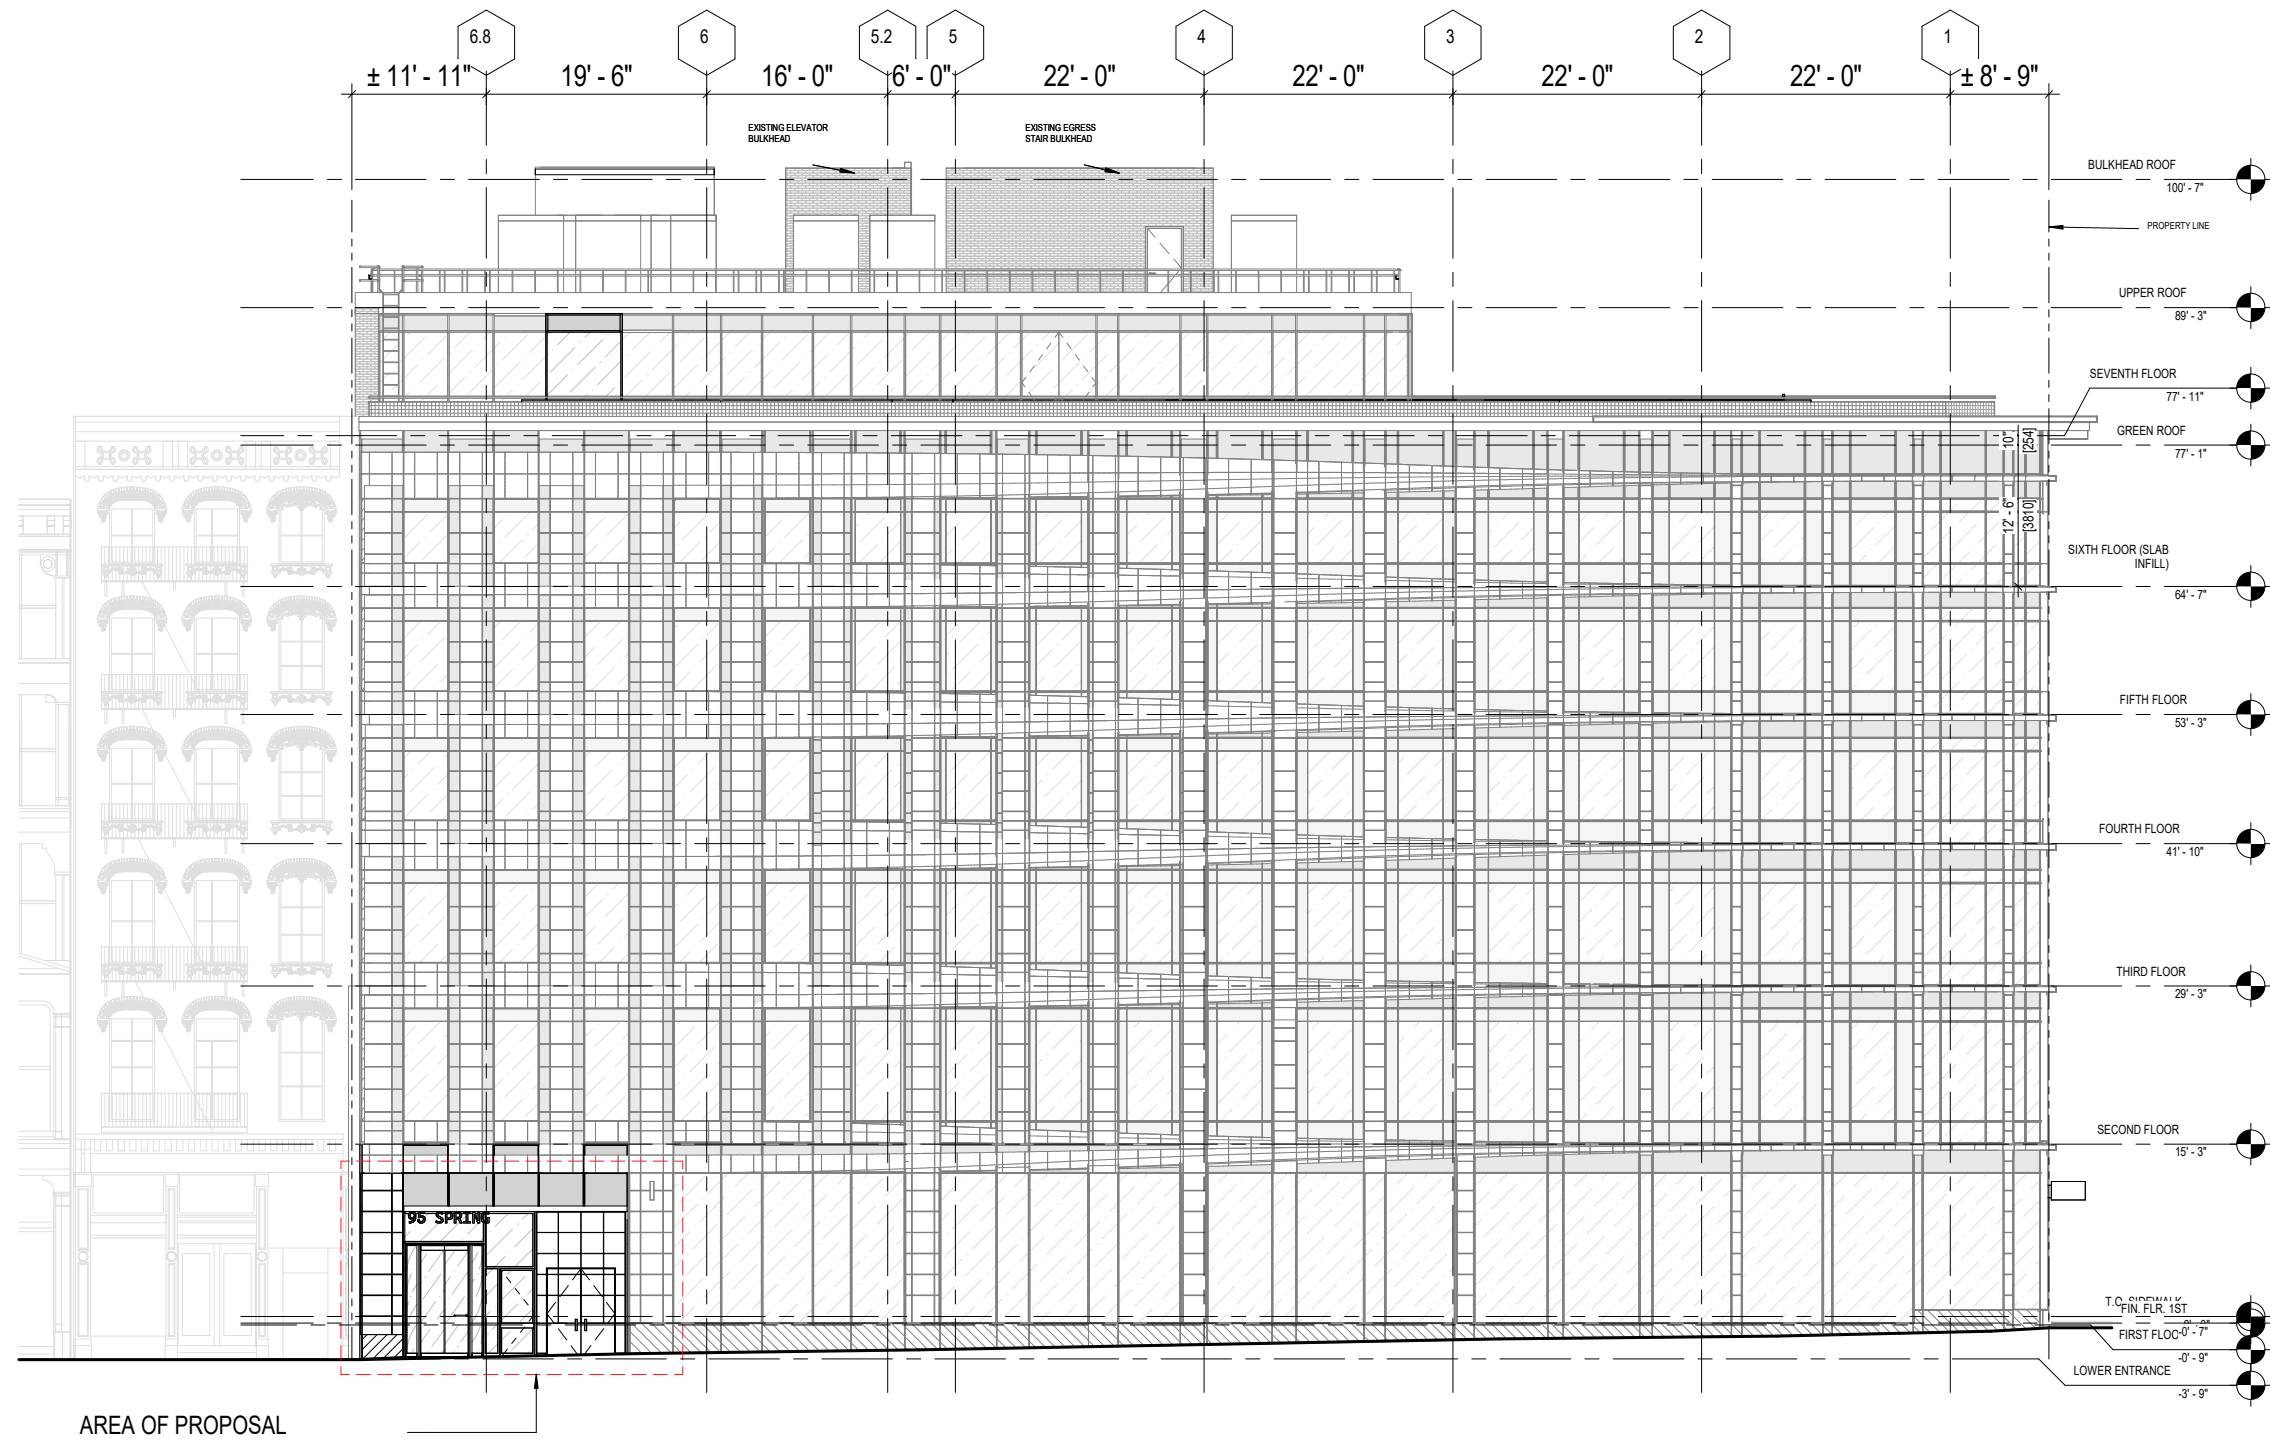 6.8
6
5.2
5
4
3
2
1
± 11' - 11"
19' - 6"
16' - 0"
6' - 0"
22' - 0"
22' - 0"
22' - 0"
22' - 0"
± 8' - 9"
EXISTING ELEVATOR
BULKHEAD
EXISTING EGRESS
STAIR BULKHEAD
BULKHEAD ROOF
100' - 7"
PROPERTY LINE
UPPER ROOF
89' - 3"
SEVENTH FLOOR
77' - 11"
GREEN ROOF
77' - 1"
10"
[254]
12' - 6"
[3810]
SIXTH FLOOR (SLAB
INFILL)
64' - 7"
FIFTH FLOOR
53' - 3"
FOURTH FLOOR
41' - 10"
THIRD FLOOR
29' - 3"
SECOND FLOOR
15' - 3"
95 SPRING
T.O. SIDEWALK
FIN. FLR. 1ST
-0' - 7"
FIRST FLOO
-0' - 9"
LOWER ENTRANCE
-3' - 9"
AREA OF PROPOSAL